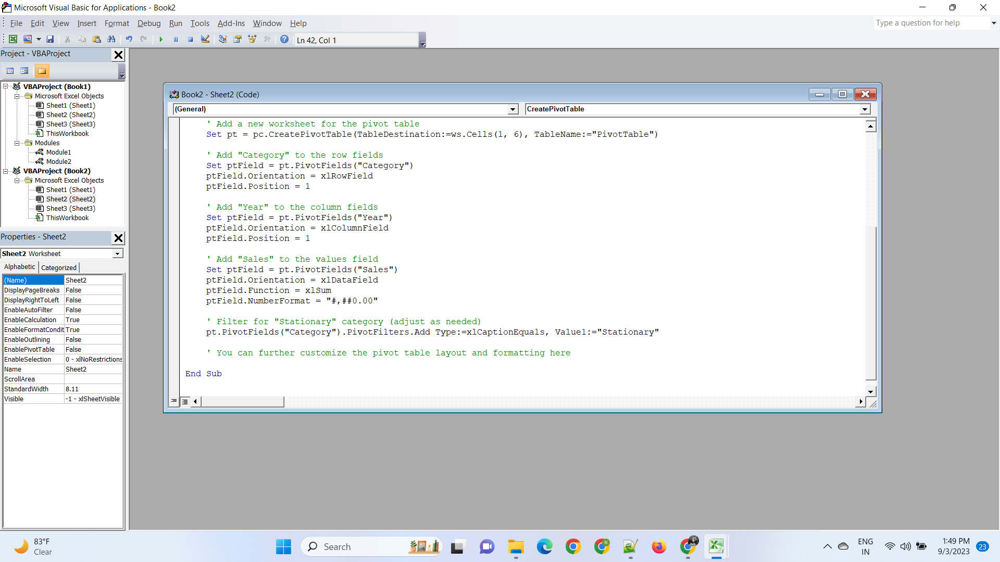 Microsoft Visual Basic for Applications - Book2
File Edit View Insert Format Debug Run Tools Add-Ins Window Help
Type a question for help
Ln 42, Col 1
Project - VBAProject
VBAProject (Book1)
Microsoft Excel Objects
Sheet1 (Sheet1)
Sheet2 (Sheet2)
Sheet3 (Sheet3)
ThisWorkbook
Modules
Module1
Module2
VBAProject (Book2)
Microsoft Excel Objects
Sheet1 (Sheet1)
Sheet2 (Sheet2)
Sheet3 (Sheet3)
ThisWorkbook
Properties - Sheet2
Sheet2 Worksheet
Alphabetic Categorized
(Name) Sheet2
DisplayPageBreaks False
DisplayRightToLeft False
EnableAutoFilter False
EnableCalculation True
EnableFormatCondit True
EnableOutlining False
EnablePivotTable False
EnableSelection 0 - xlNoRestrictions
Name Sheet2
ScrollArea
StandardWidth 8.11
Visible -1 - xlSheetVisible
Book2 - Sheet2 (Code)
(General) CreatePivotTable
' Add a new worksheet for the pivot table
Set pt = pc.CreatePivotTable(TableDestination:=ws.Cells(1, 6), TableName:="PivotTable")
' Add "Category" to the row fields
Set ptField = pt.PivotFields("Category")
ptField.Orientation = xlRowField
ptField.Position = 1
' Add "Year" to the column fields
Set ptField = pt.PivotFields("Year")
ptField.Orientation = xlColumnField
ptField.Position = 1
' Add "Sales" to the values field
Set ptField = pt.PivotFields("Sales")
ptField.Orientation = xlDataField
ptField.Function = xlSum
ptField.NumberFormat = "#,##0.00"
' Filter for "Stationary" category (adjust as needed)
pt.PivotFields("Category").PivotFilters.Add Type:=xlCaptionEquals, Value1:="Stationary"
' You can further customize the pivot table layout and formatting here
End Sub
83°F
Clear
Search
N
ENG
IN
1:49 PM
9/3/2023
23